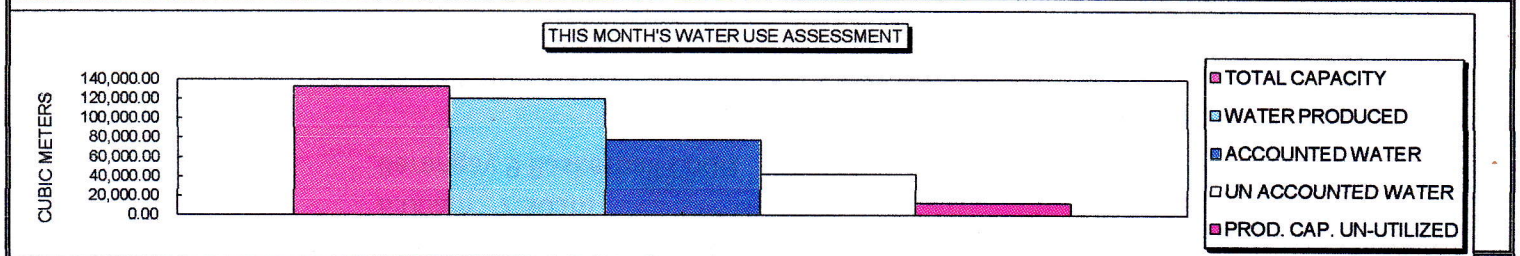 THIS MONTH'S WATER USE ASSESSMENT
CUBIC METERS
140,000.00
120,000.00
100,000.00
80,000.00
60,000.00
40,000.00
20,000.00
0.00
TOTAL CAPACITY
WATER PRODUCED
ACCOUNTED WATER
UN ACCOUNTED WATER
PROD. CAP. UN-UTILIZED